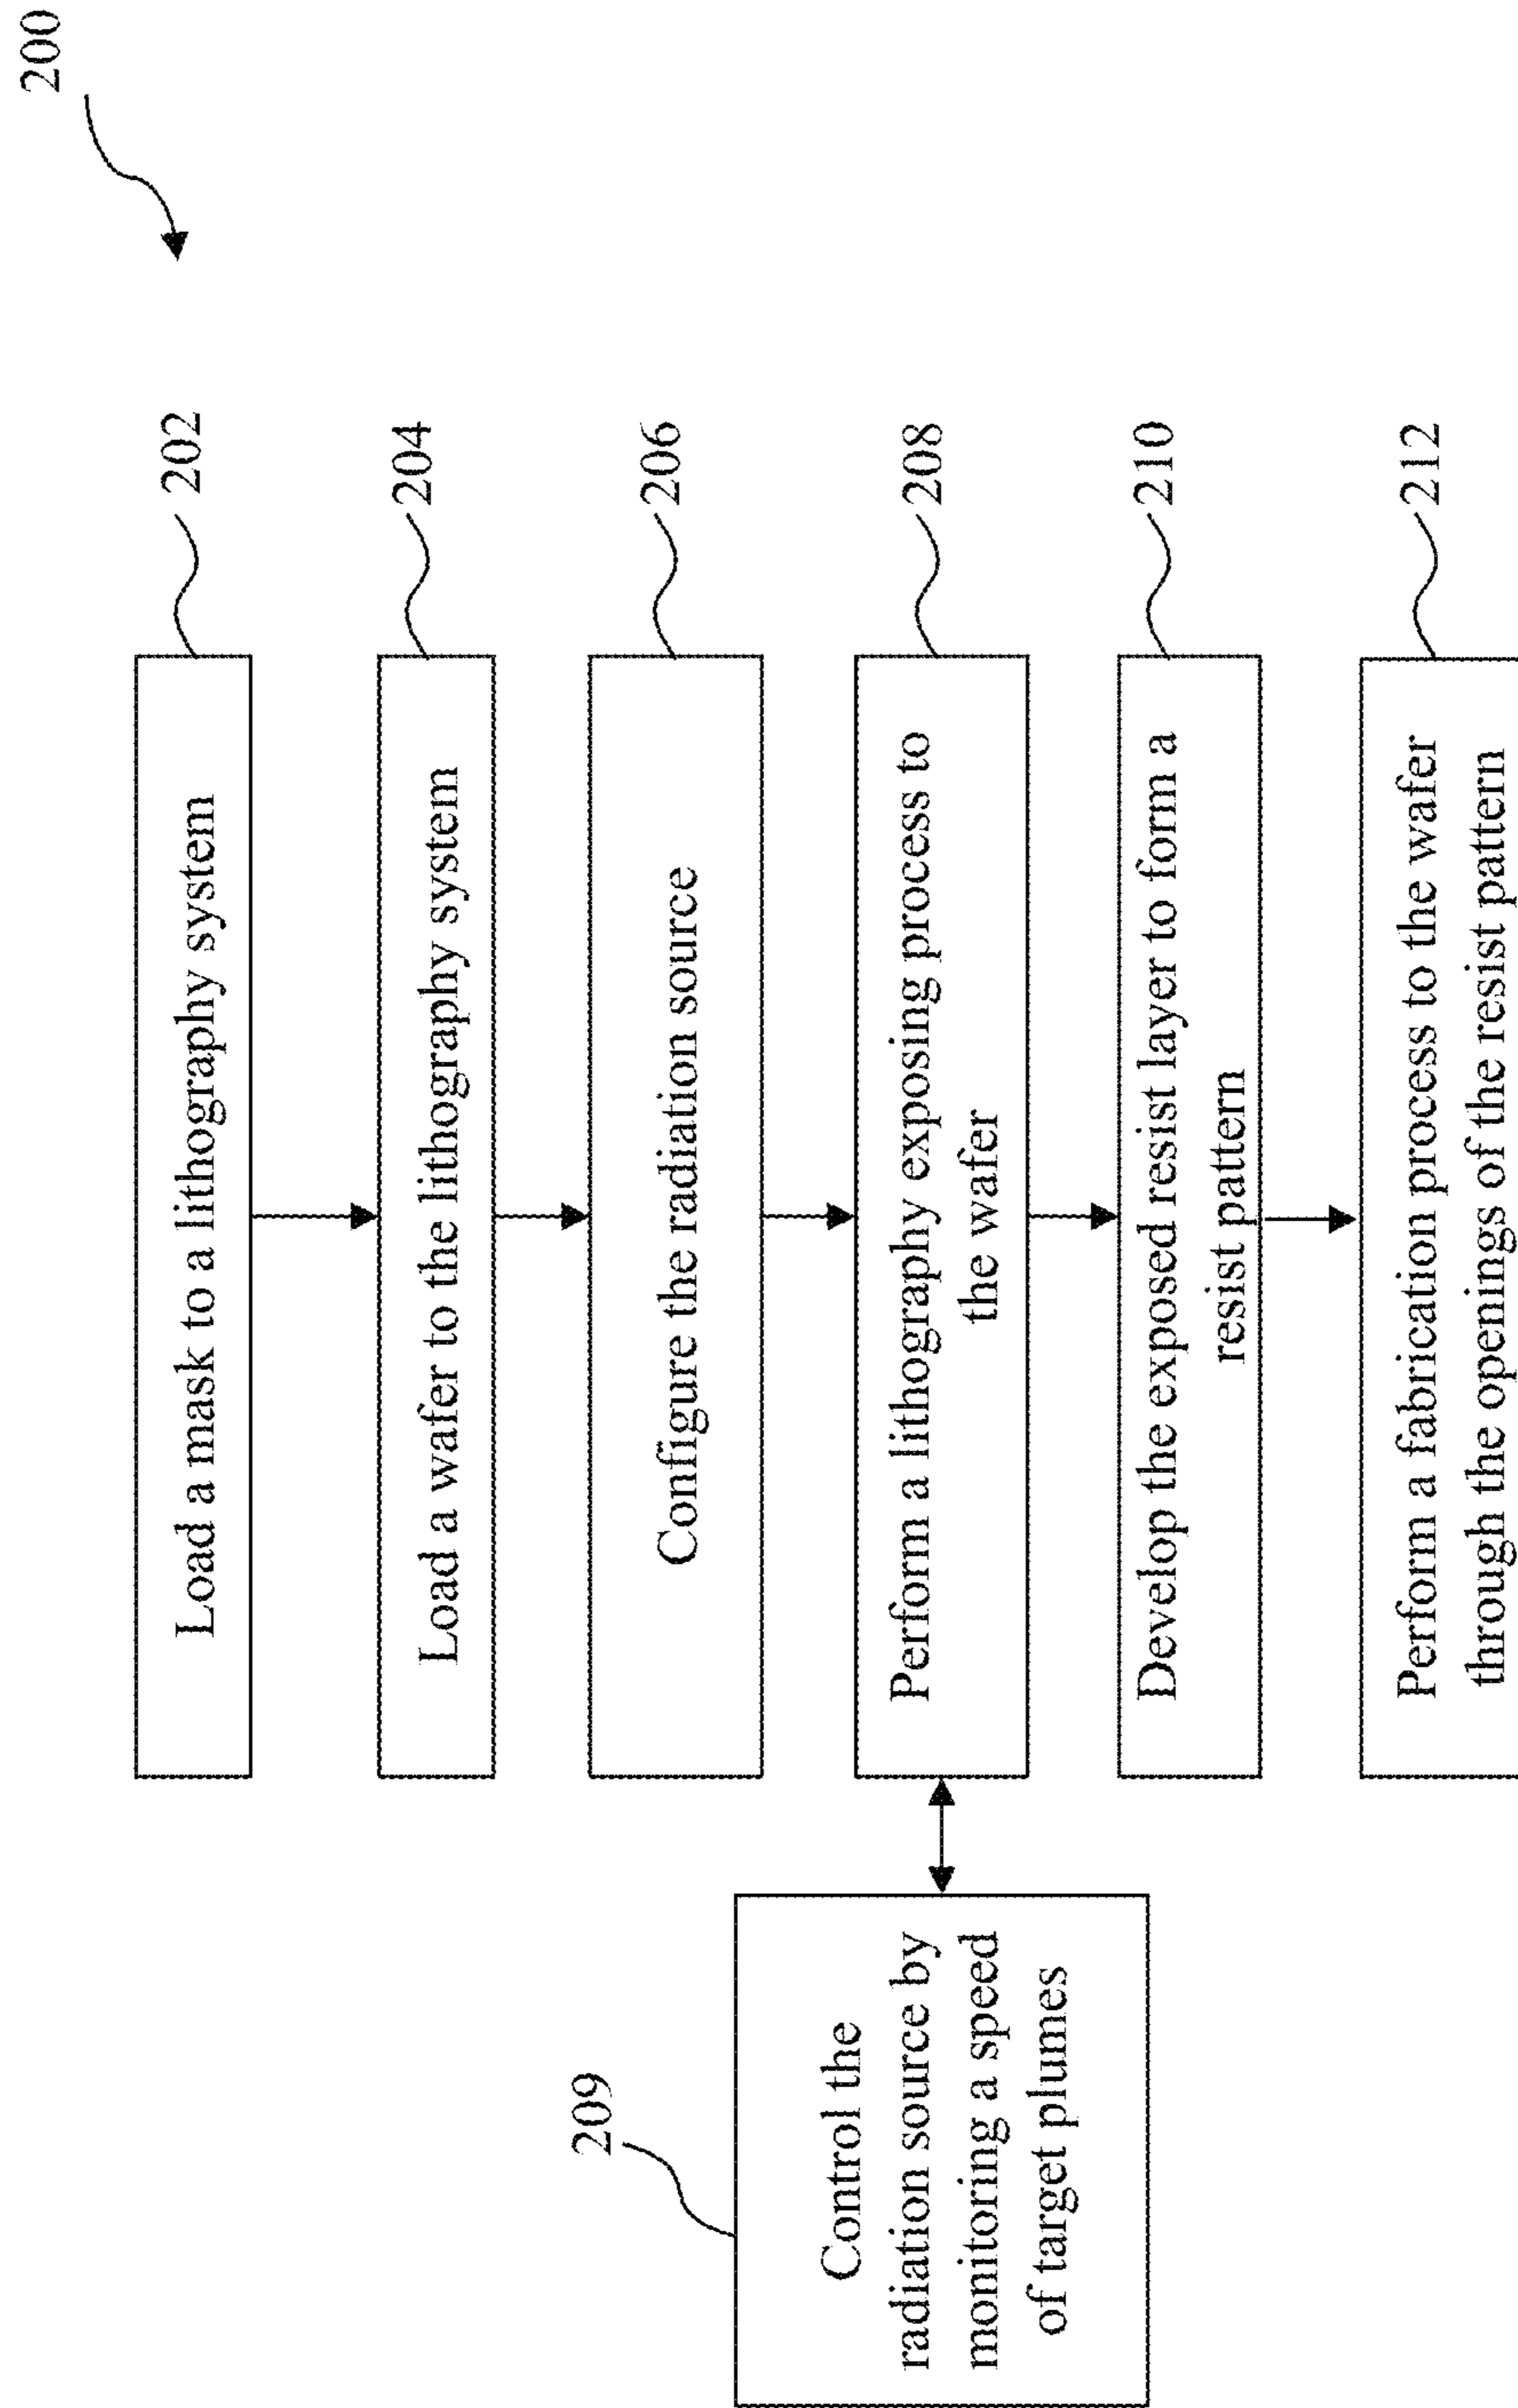 200
Load a mask to a lithography system
202
Load a wafer to the lithography system
204
Configure the radiation source
206
Perform a lithography exposing process to
the wafer
208
209
Control the
radiation source by
monitoring a speed
of target plumes
Develop the exposed resist layer to form a
resist pattern
210
Perform a fabrication process to the wafer
through the openings of the resist pattern
212